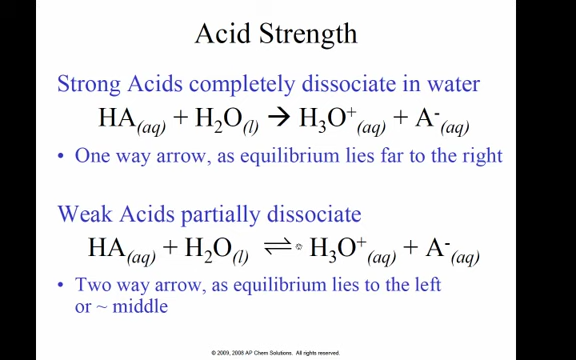 Acid Strength
Strong Acids completely dissociate in water
HA(aq) + H2O(l) → H3O+(aq) + A-(aq)
• One way arrow, as equilibrium lies far to the right
Weak Acids partially dissociate
HA(aq) + H2O(l) ⇌ H3O+(aq) + A-(aq)
• Two way arrow, as equilibrium lies to the left
or ~ middle
© 2009, 2008 AP Chem Solutions. All rights reserved.